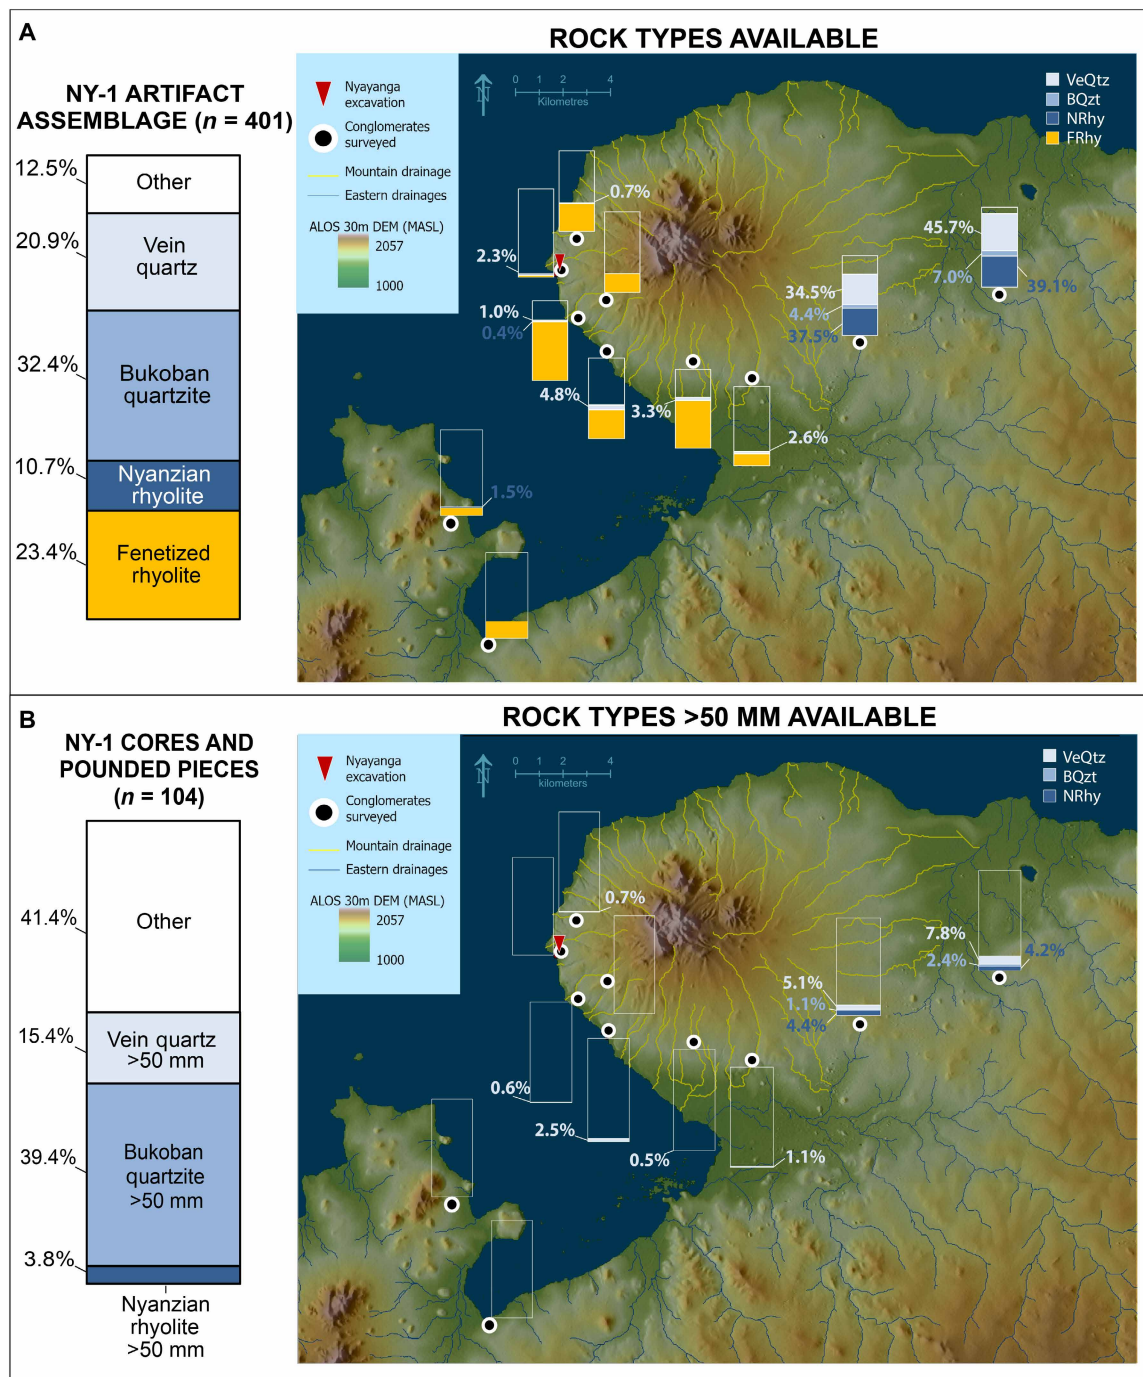 A
ROCK TYPES AVAILABLE
NY-1 ARTIFACT
ASSEMBLAGE (n = 401)
12.5%
Other
20.9%
Vein
quartz
32.4%
Bukoban
quartzite
10.7%
Nyanzian
rhyolite
23.4%
Fenetized
rhyolite
Nyayanga
excavation
Conglomerates
surveyed
Mountain drainage
Eastern drainages
ALOS 30m DEM (MASL)
2057
1000
N
0 2 4
Kilometres
VeQtz
BQzt
NRhy
FRhy
0.7%
2.3%
1.0%
0.4%
4.8%
3.3%
2.6%
1.5%
34.5%
4.4%
37.5%
45.7%
7.0%
39.1%
B
ROCK TYPES >50 MM AVAILABLE
NY-1 CORES AND
POUNDED PIECES
(n = 104)
41.4%
Other
15.4%
Vein quartz
>50 mm
39.4%
Bukoban
quartzite
>50 mm
3.8%
Nyanzian
rhyolite
>50 mm
Nyayanga
excavation
Conglomerates
surveyed
Mountain drainage
Eastern drainages
ALOS 30m DEM (MASL)
2057
1000
N
0 2 4
kilometers
VeQtz
BQzt
NRhy
0.7%
0.6%
2.5%
0.5%
1.1%
5.1%
1.1%
4.4%
7.8%
2.4%
4.2%